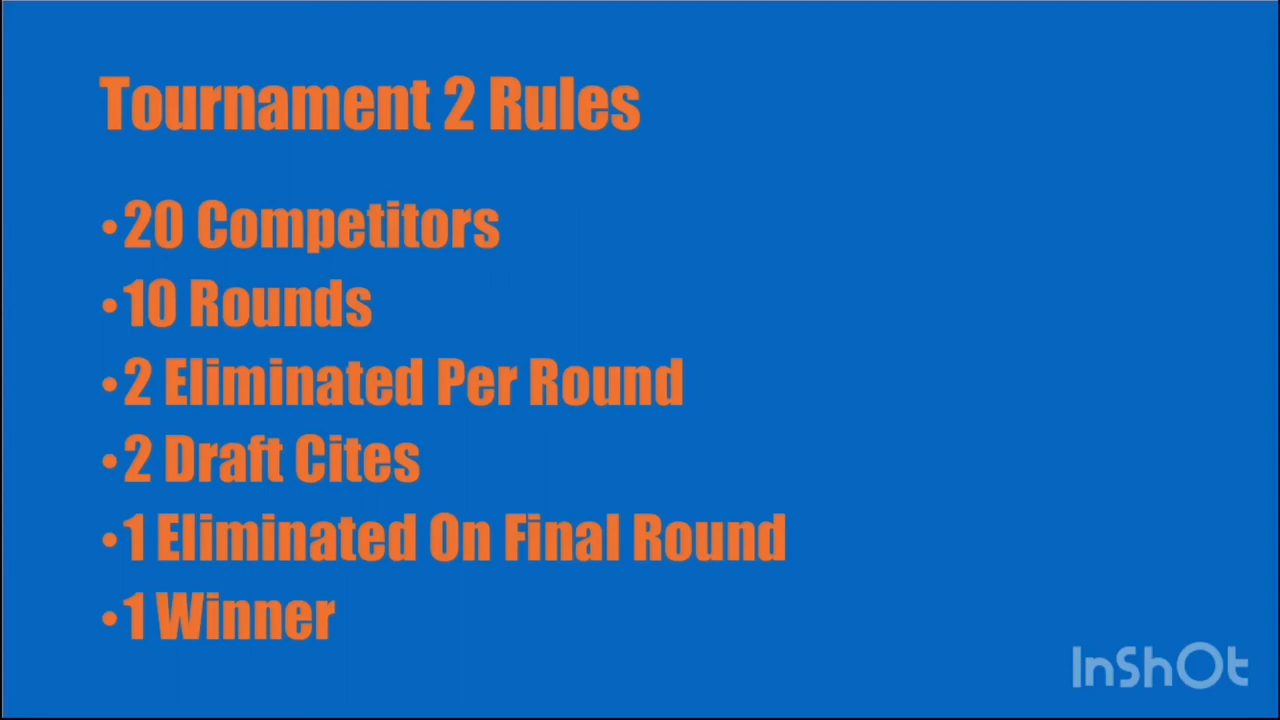 Tournament 2 Rules
•20 Competitors
•10 Rounds
•2 Eliminated Per Round
•2 Draft Cites
•1 Eliminated On Final Round
•1 Winner
InShOt